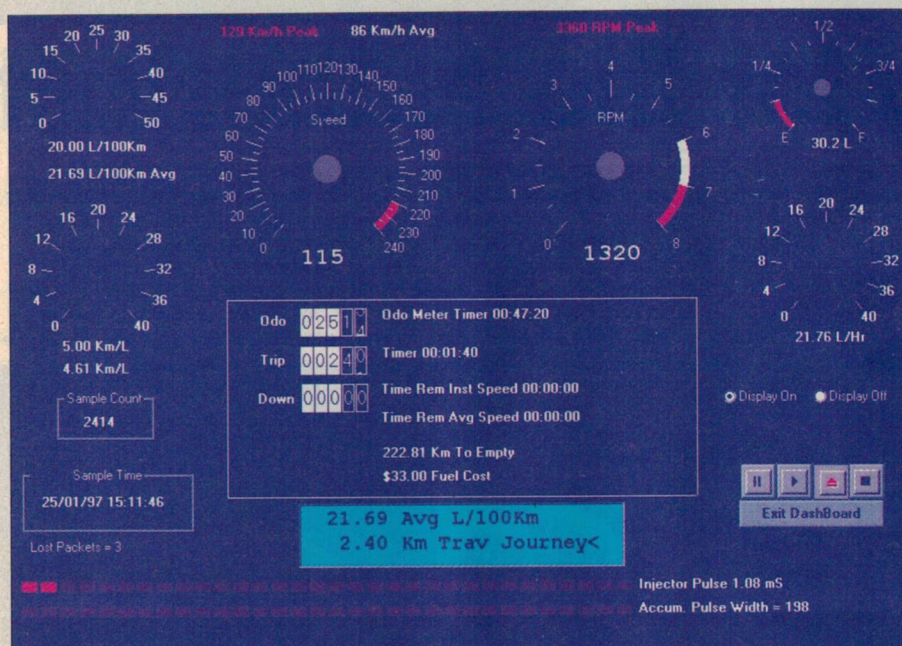 129 Km/h Peak
86 Km/h Avg
3360 RPM Peak
0 5 10 15 20 25 30 35 40 45 50
20.00 L/100Km
21.69 L/100Km Avg
Speed
0 10 20 30 40 50 60 70 80 90 100 110 120 130 140 150 160 170 180 190 200 210 220 230 240
115
RPM
0 1 2 3 4 5 6 7 8
1320
E 1/4 1/2 3/4 F
30.2 L
0 4 8 12 16 20 24 28 32 36 40
5.00 Km/L
4.61 Km/L
0 4 8 12 16 20 24 28 32 36 40
21.76 L/Hr
Odo 0251
Odo Meter Timer 00:47:20
Trip 00240
Timer 00:01:40
Down 00000
Time Rem Inst Speed 00:00:00
Time Rem Avg Speed 00:00:00
222.81 Km To Empty
$33.00 Fuel Cost
Sample Count
2414
Display On
Display Off
Sample Time
25/01/97 15:11:46
Exit DashBoard
Lost Packets = 3
21.69 Avg L/100Km
2.40 Km Trav Journey<
Injector Pulse 1.08 mS
Accum. Pulse Width = 198